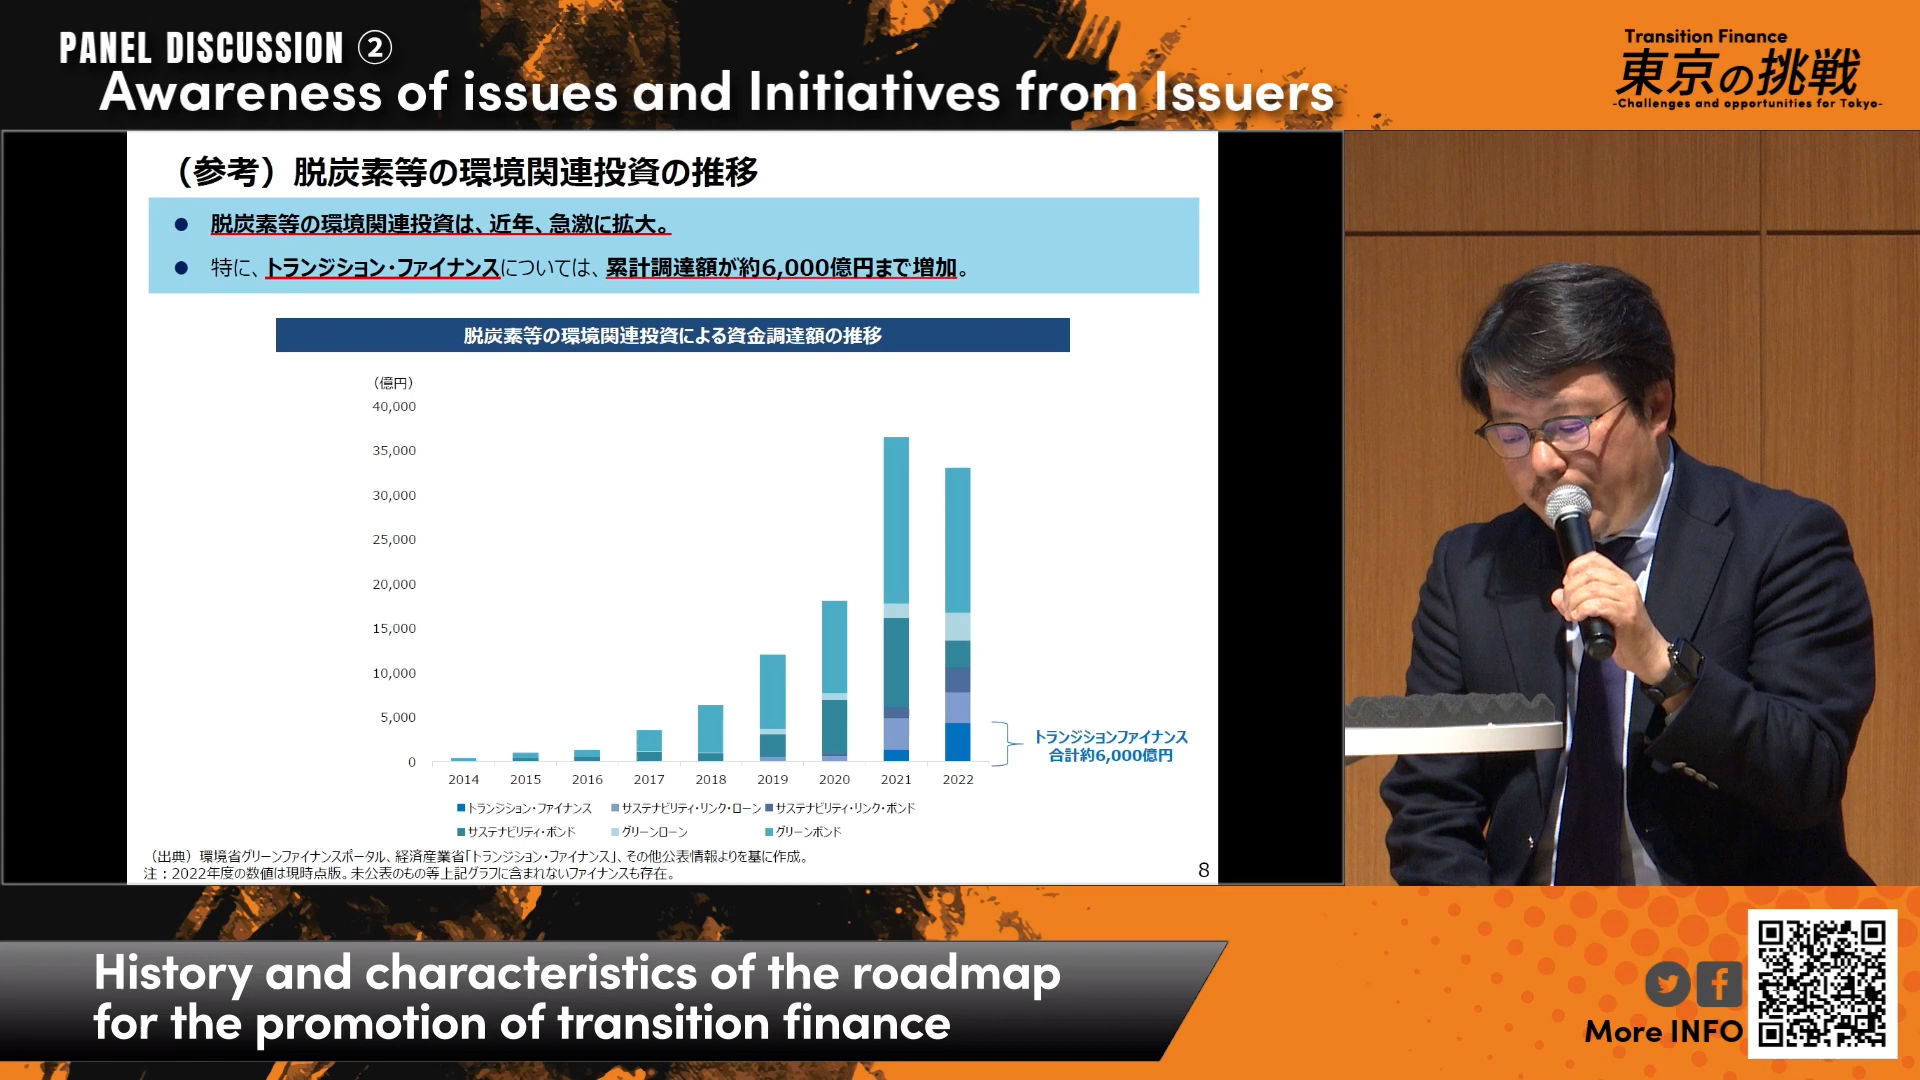 PANEL DISCUSSION ②
Awareness of issues and Initiatives from Issuers
Transition Finance
東京の挑戦
-Challenges and opportunities for Tokyo-
（参考）脱炭素等の環境関連投資の推移
● 脱炭素等の環境関連投資は、近年、急激に拡大。
● 特に、トランジション・ファイナンスについては、累計調達額が約6,000億円まで増加。
脱炭素等の環境関連投資による資金調達額の推移
（億円）
40,000
35,000
30,000
25,000
20,000
15,000
10,000
5,000
0
2014 2015 2016 2017 2018 2019 2020 2021 2022
トランジションファイナンス
合計約6,000億円
トランジション・ファイナンス サステナビリティ・リンク・ローン サステナビリティ・リンク・ボンド
サステナビリティ・ボンド グリーンローン グリーンボンド
（出典）環境省グリーンファイナンスポータル、経済産業省「トランジション・ファイナンス」、その他公表情報よりを基に作成。
注：2022年度の数値は現時点版。未公表のもの等上記グラフに含まれないファイナンスも存在。
8
History and characteristics of the roadmap
for the promotion of transition finance
More INFO